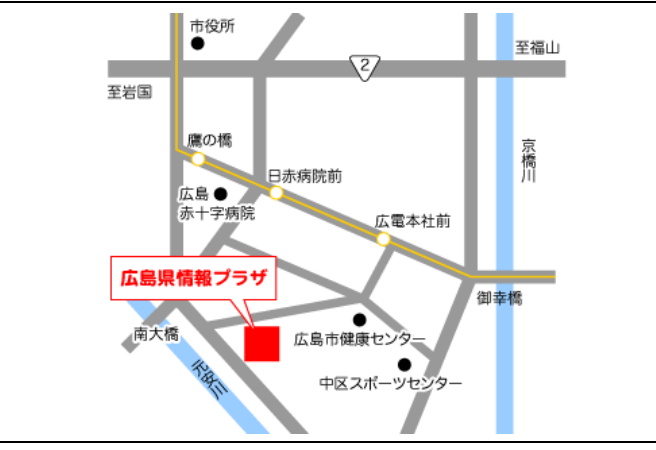 市役所
2
至福山
至岩国
鷹の橋
京橋川
日赤病院前
広島
赤十字病院
広電本社前
広島県情報プラザ
御幸橋
南大橋
広島市健康センター
元安川
中区スポーツセンター